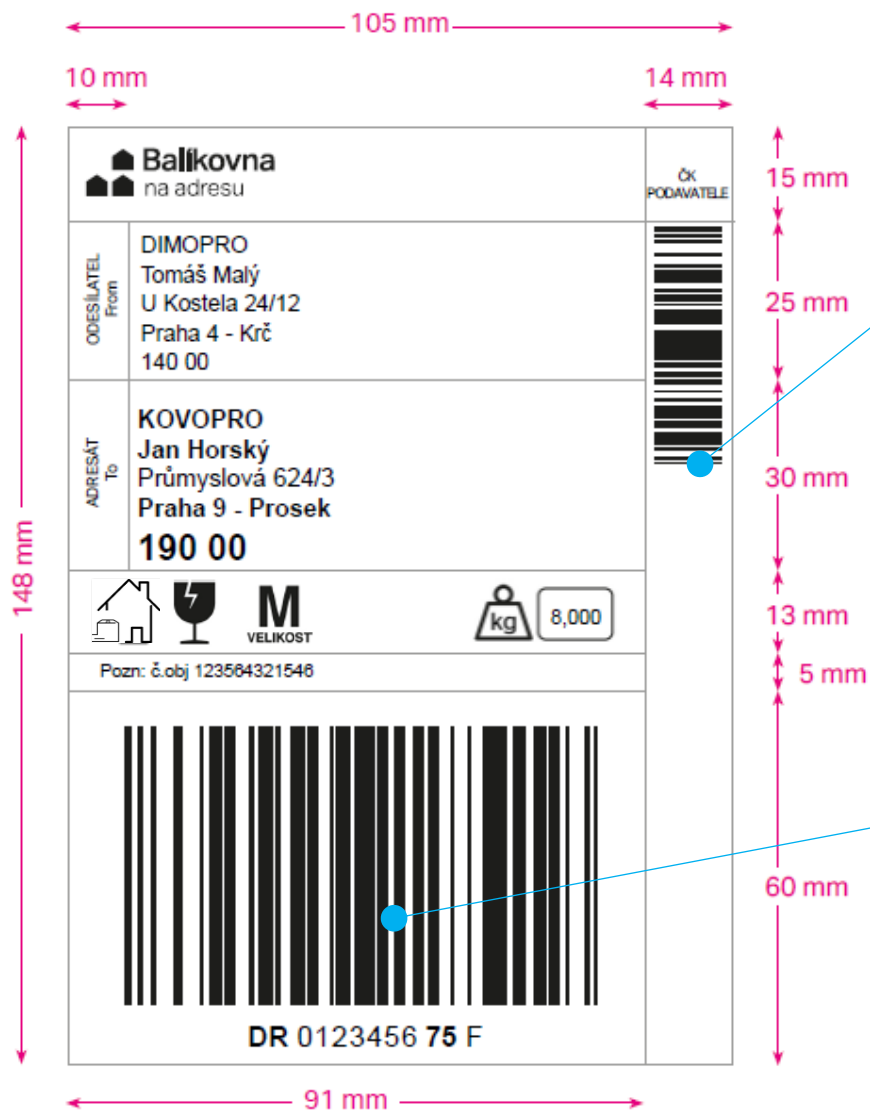 105 mm
10 mm
14 mm
Balíkovna
na adresu
ČK
PODAVATELE
15 mm
ODESÍLATEL
From
DIMOPRO
Tomáš Malý
U Kostela 24/12
Praha 4 - Krč
140 00
25 mm
ADRESÁT
To
KOVOPRO
Jan Horský
Průmyslová 624/3
Praha 9 - Prosek
190 00
30 mm
148 mm
M
VELIKOST
kg
8,000
13 mm
Pozn: č.obj 123564321546
5 mm
60 mm
DR 0123456 75 F
91 mm